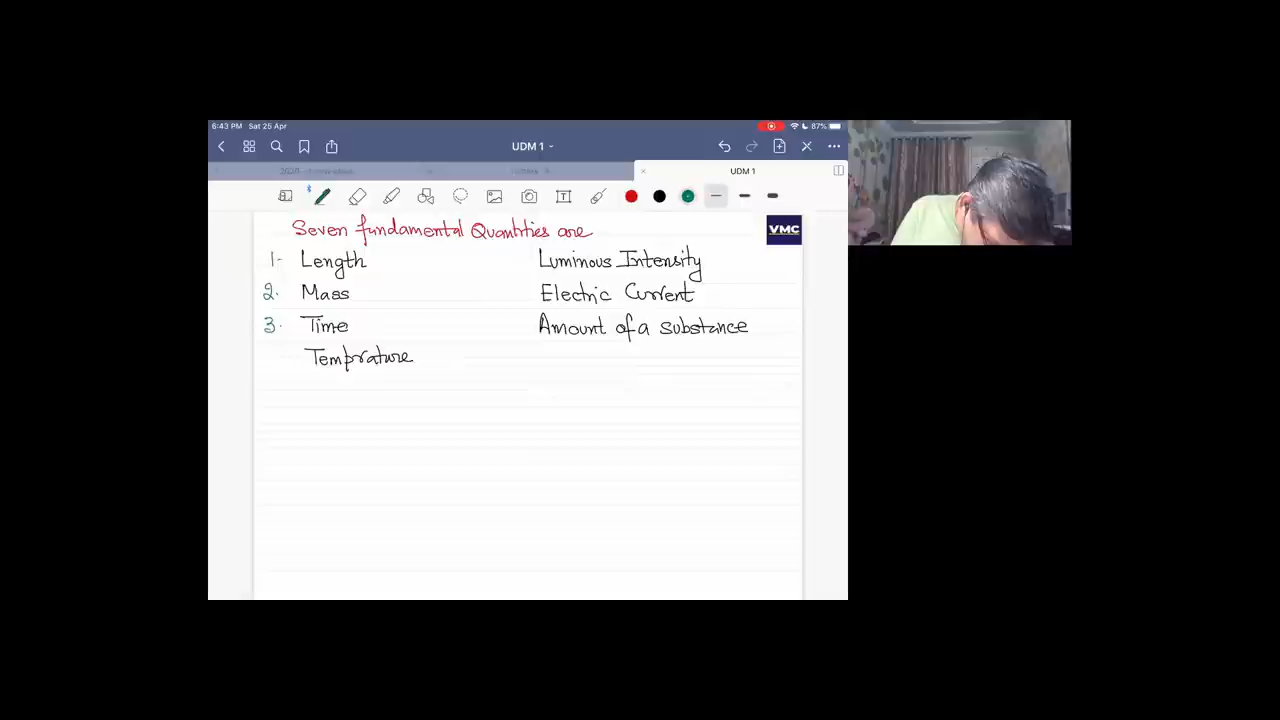 6:43 PM Sat 25 Apr
87%
UDM 1
UDM 1
Seven fundamental Quantities are
VMC
1- Length
Luminous Intensity
2. Mass
Electric Current
3. Time
Amount of a substance
Temprature